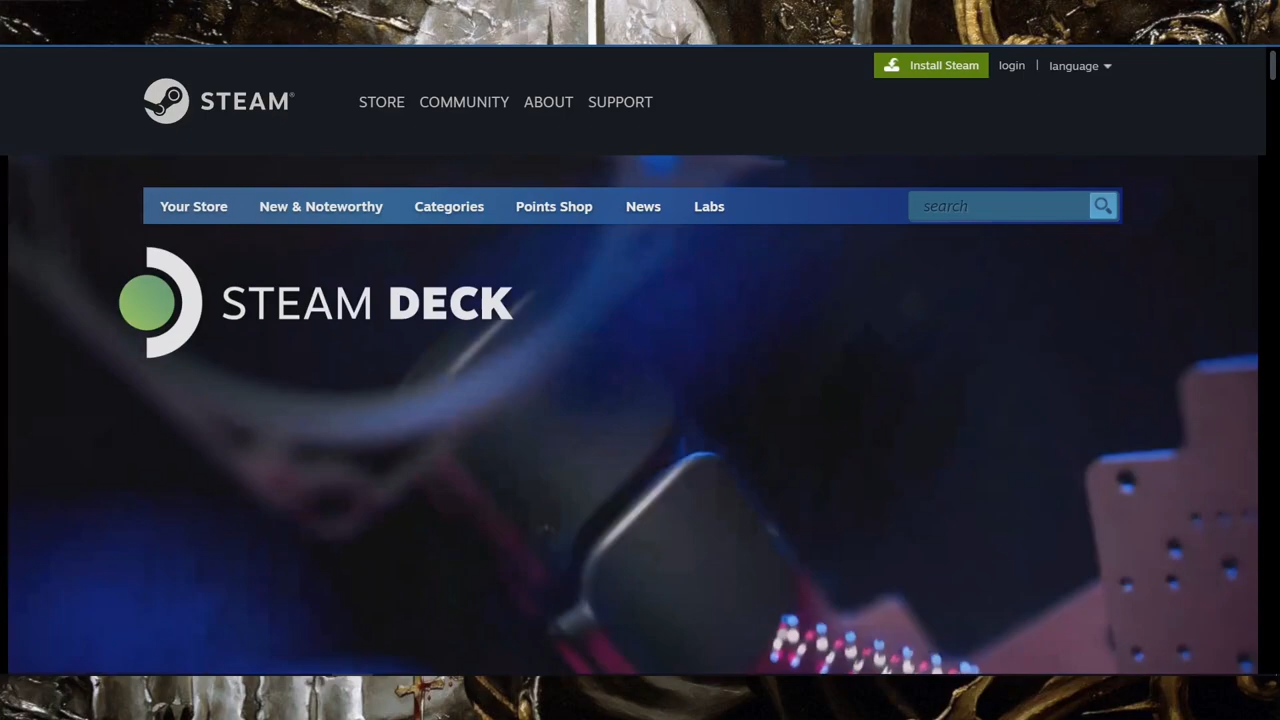 Install Steam login | language
STEAM® STORE COMMUNITY ABOUT SUPPORT
Your Store New & Noteworthy Categories Points Shop News Labs search
STEAM DECK